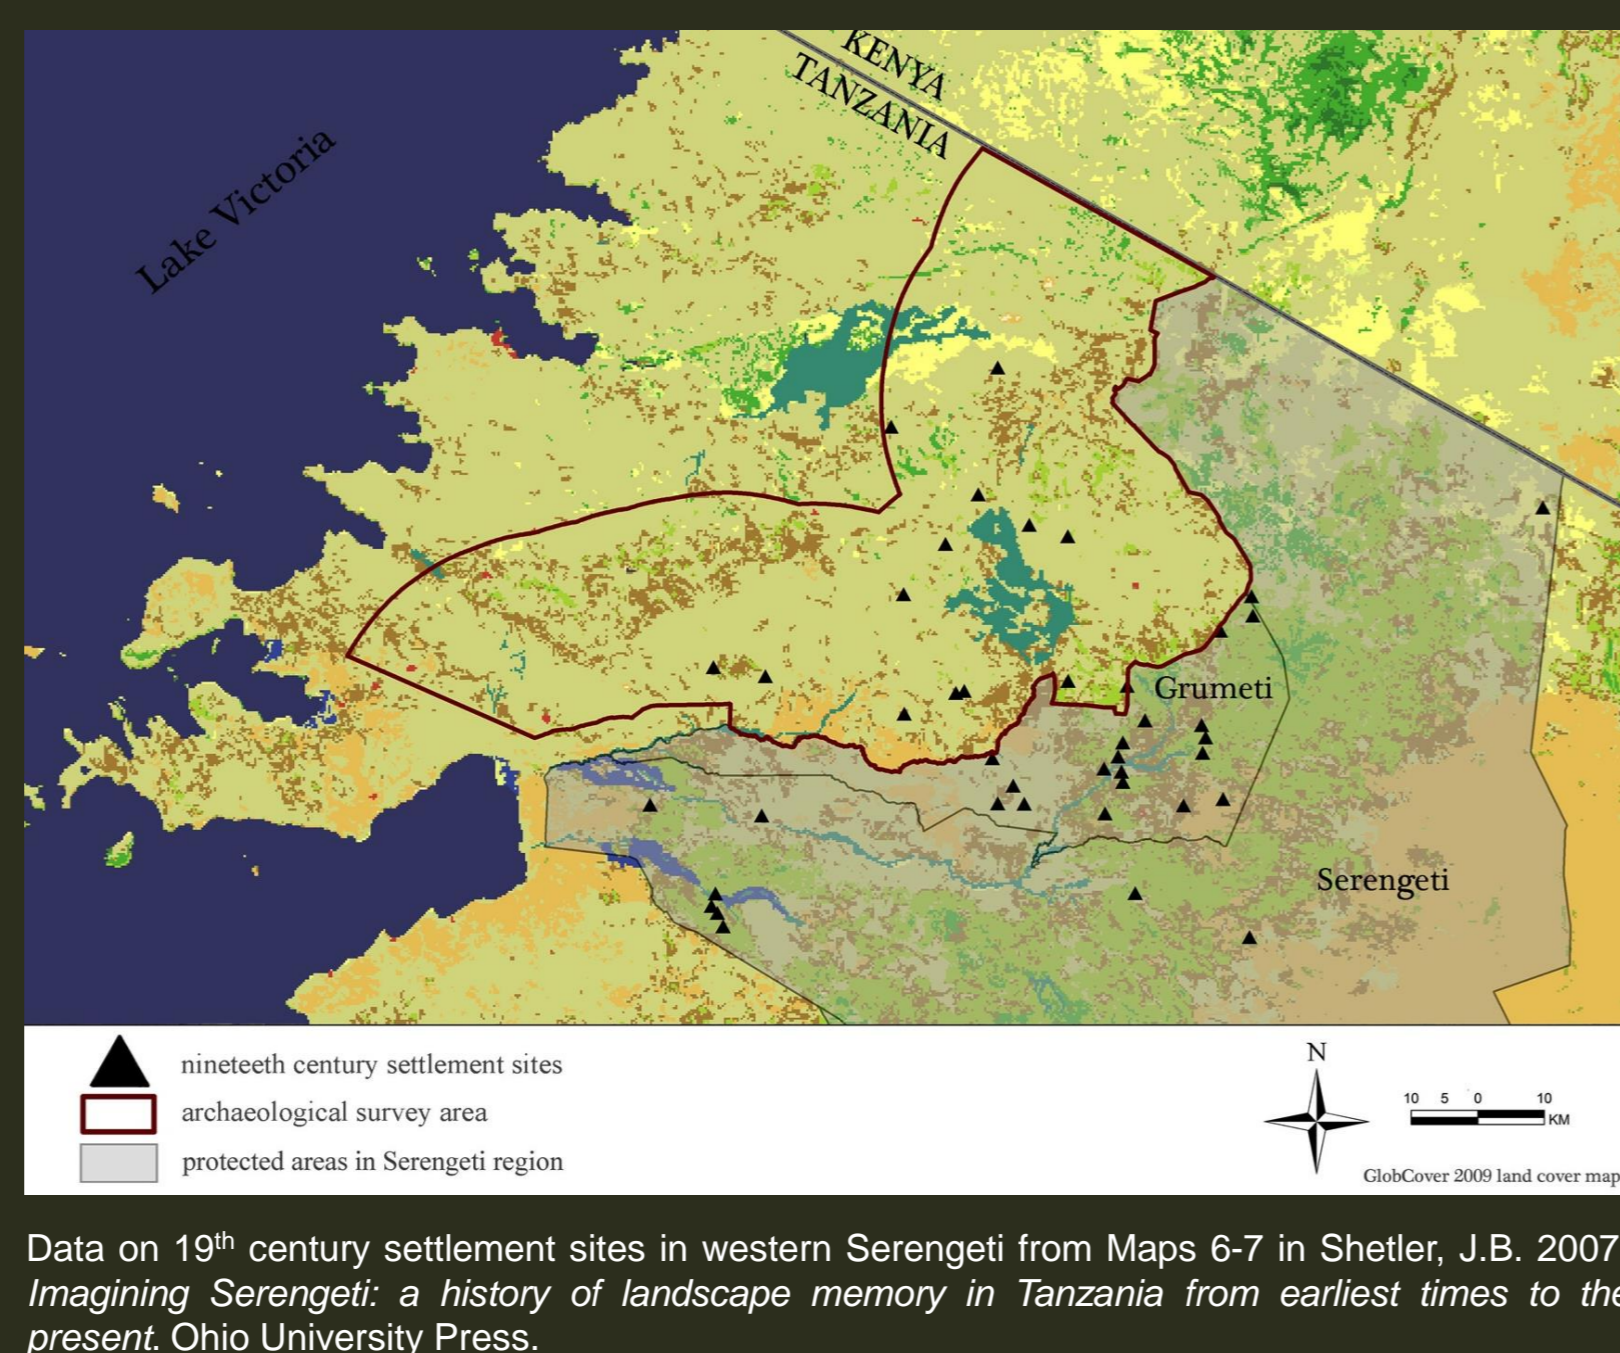 KENYA
TANZANIA
Lake Victoria
Grumeti
Serengeti
nineteeth century settlement sites
archaeological survey area
protected areas in Serengeti region
N
10 5 0 10
KM
GlobCover 2009 land cover map
Data on 19th century settlement sites in western Serengeti from Maps 6-7 in Shetler, J.B. 2007
Imagining Serengeti: a history of landscape memory in Tanzania from earliest times to the
present. Ohio University Press.